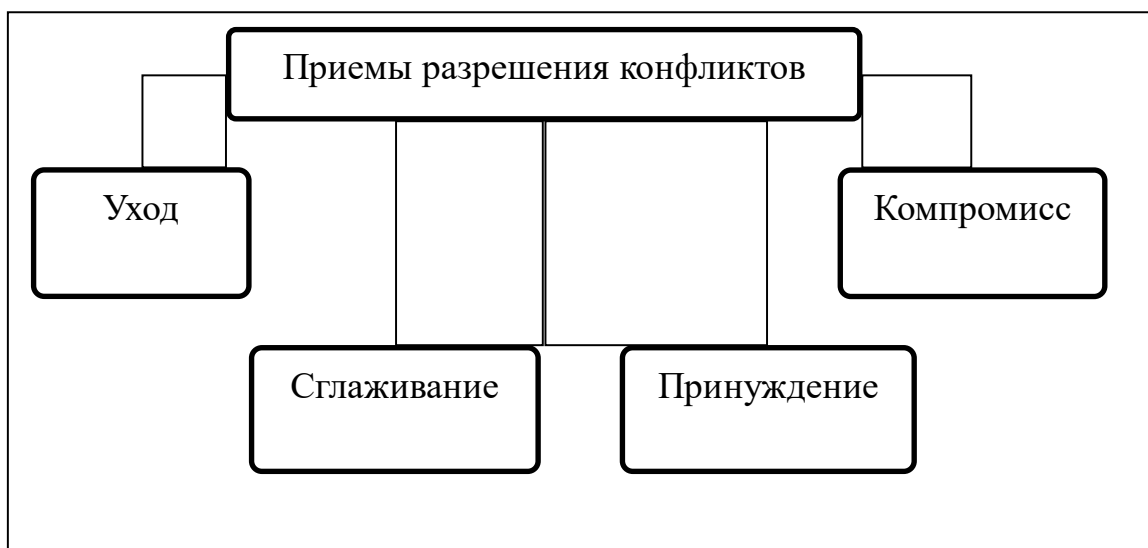 Приемы разрешения конфликтов
Уход
Компромисс
Сглаживание
Принуждение